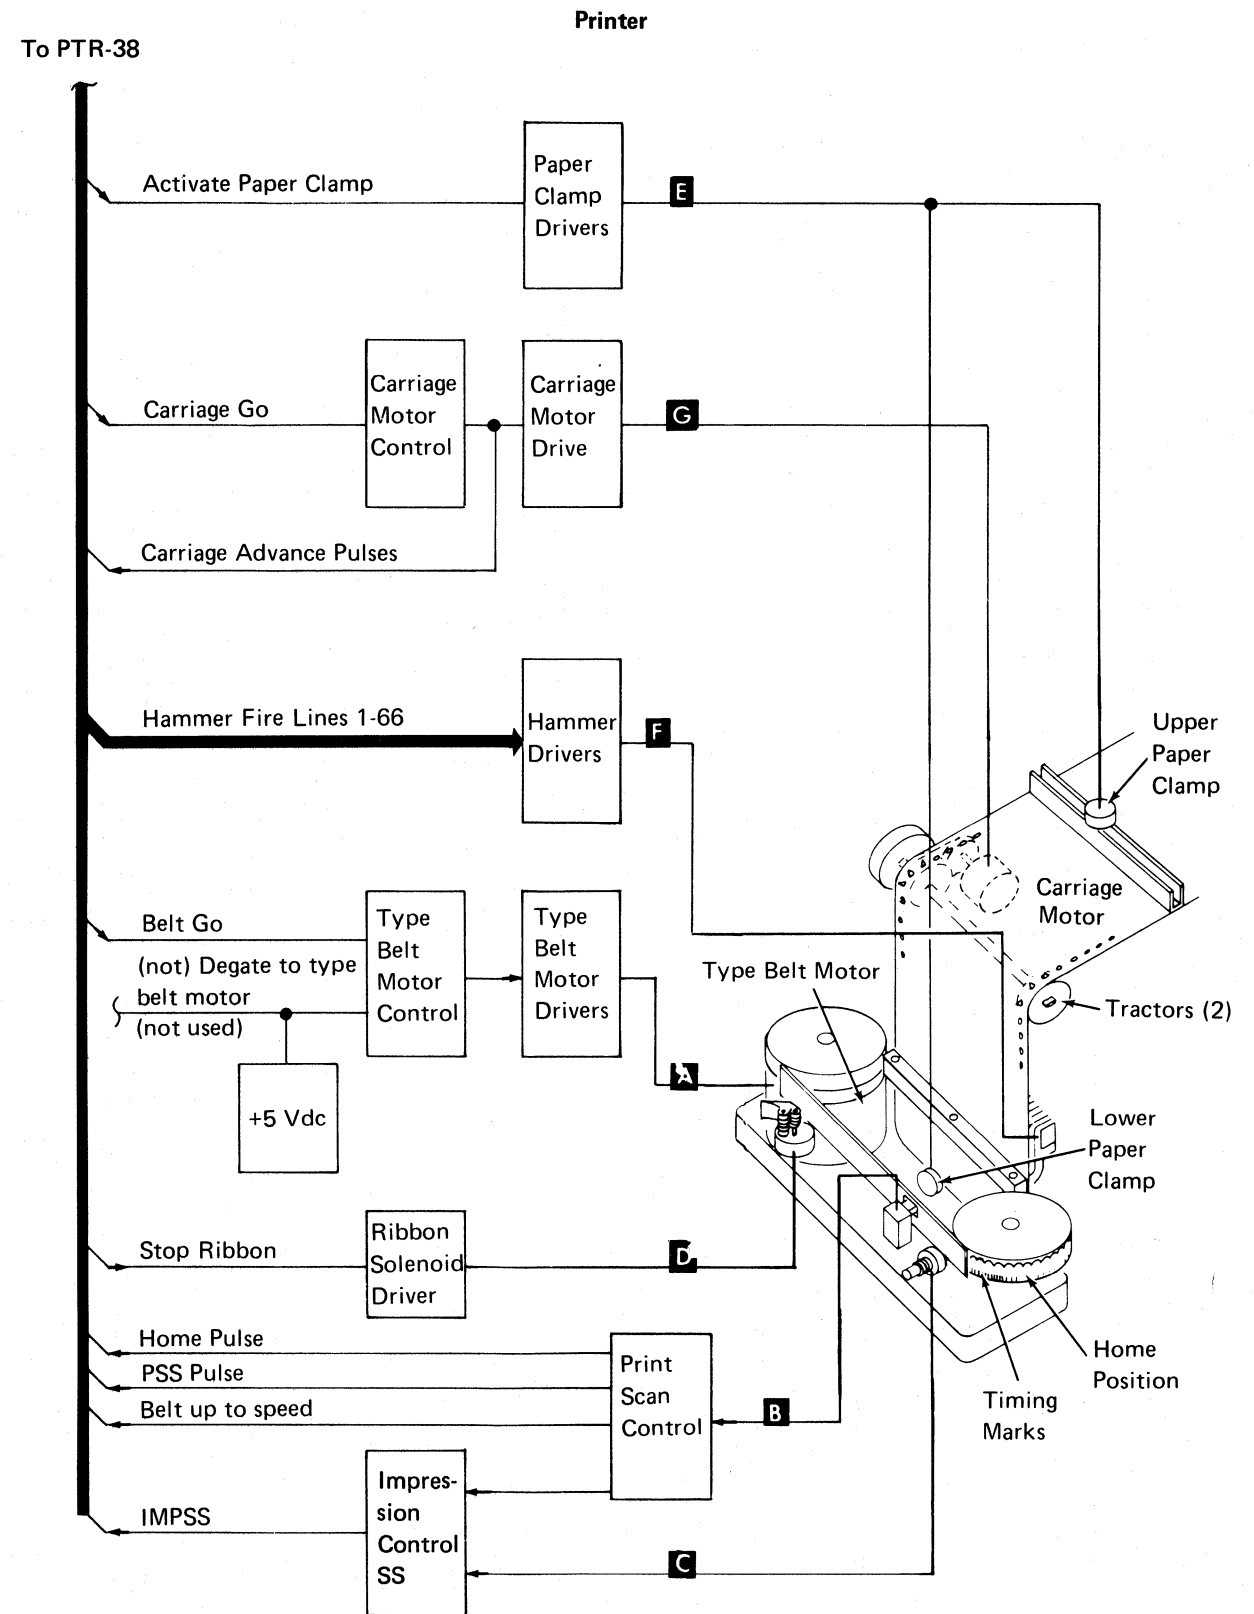 Printer
To PTR-38
Activate Paper Clamp
Paper
Clamp
Drivers
E
Carriage Go
Carriage
Motor
Control
Carriage
Motor
Drive
G
Carriage Advance Pulses
Hammer Fire Lines 1-66
Hammer
Drivers
F
Upper
Paper
Clamp
Carriage
Motor
Belt Go
(not) Degate to type
belt motor
(not used)
Type
Belt
Motor
Control
Type
Belt
Motor
Drivers
Type Belt Motor
Tractors (2)
A
+5 Vdc
Lower
Paper
Clamp
Stop Ribbon
Ribbon
Solenoid
Driver
D
Home Pulse
PSS Pulse
Belt up to speed
Print
Scan
Control
B
Home
Position
Timing
Marks
IMPSS
Impres-
sion
Control
SS
C